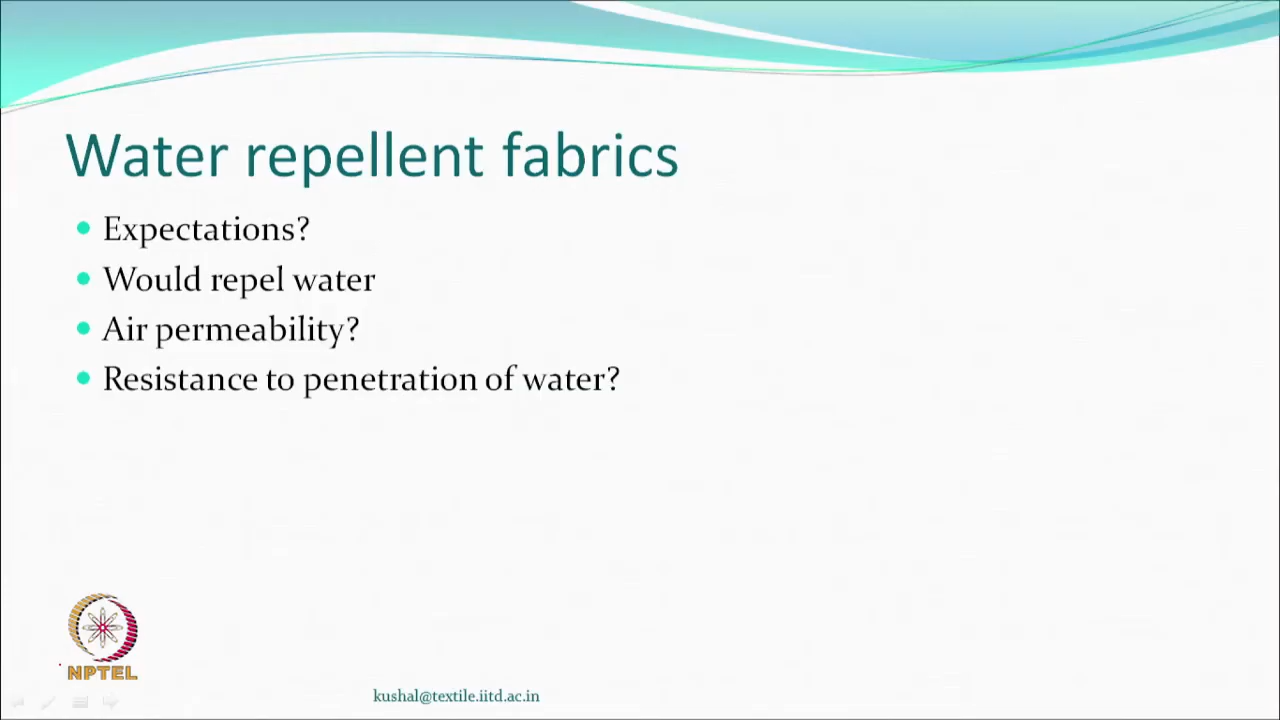 Water repellent fabrics
Expectations?
Would repel water
Air permeability?
Resistance to penetration of water?
NPTEL
kushal@textile.iitd.ac.in